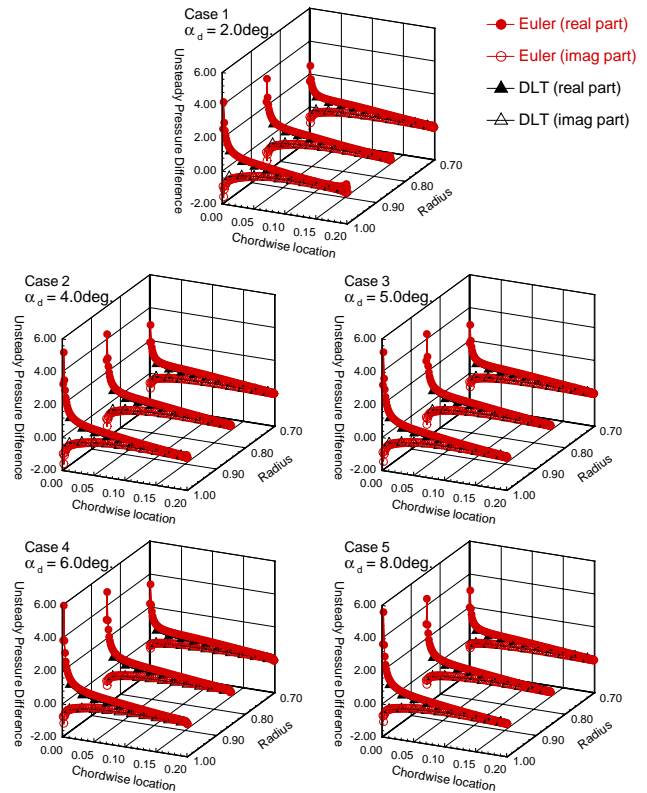 Case 1
α d = 2.0deg.
Euler (real part)
Euler (imag part)
DLT (real part)
DLT (imag part)
Unsteady Pressure Difference
6.00
4.00
2.00
0.00
-2.00
0.00
0.05
0.10
0.15
0.20
Chordwise location
1.00
0.90
0.80
0.70
Radius
Case 2
α d = 4.0deg.
Unsteady Pressure Difference
6.00
4.00
2.00
0.00
-2.00
0.00
0.05
0.10
0.15
0.20
Chordwise location
1.00
0.90
0.80
0.70
Radius
Case 3
α d = 5.0deg.
Unsteady Pressure Difference
6.00
4.00
2.00
0.00
-2.00
0.00
0.05
0.10
0.15
0.20
Chordwise location
1.00
0.90
0.80
0.70
Radius
Case 4
α d = 6.0deg.
Unsteady Pressure Difference
6.00
4.00
2.00
0.00
-2.00
0.00
0.05
0.10
0.15
0.20
Chordwise location
1.00
0.90
0.80
0.70
Radius
Case 5
α d = 8.0deg.
Unsteady Pressure Difference
6.00
4.00
2.00
0.00
-2.00
0.00
0.05
0.10
0.15
0.20
Chordwise location
1.00
0.90
0.80
0.70
Radius